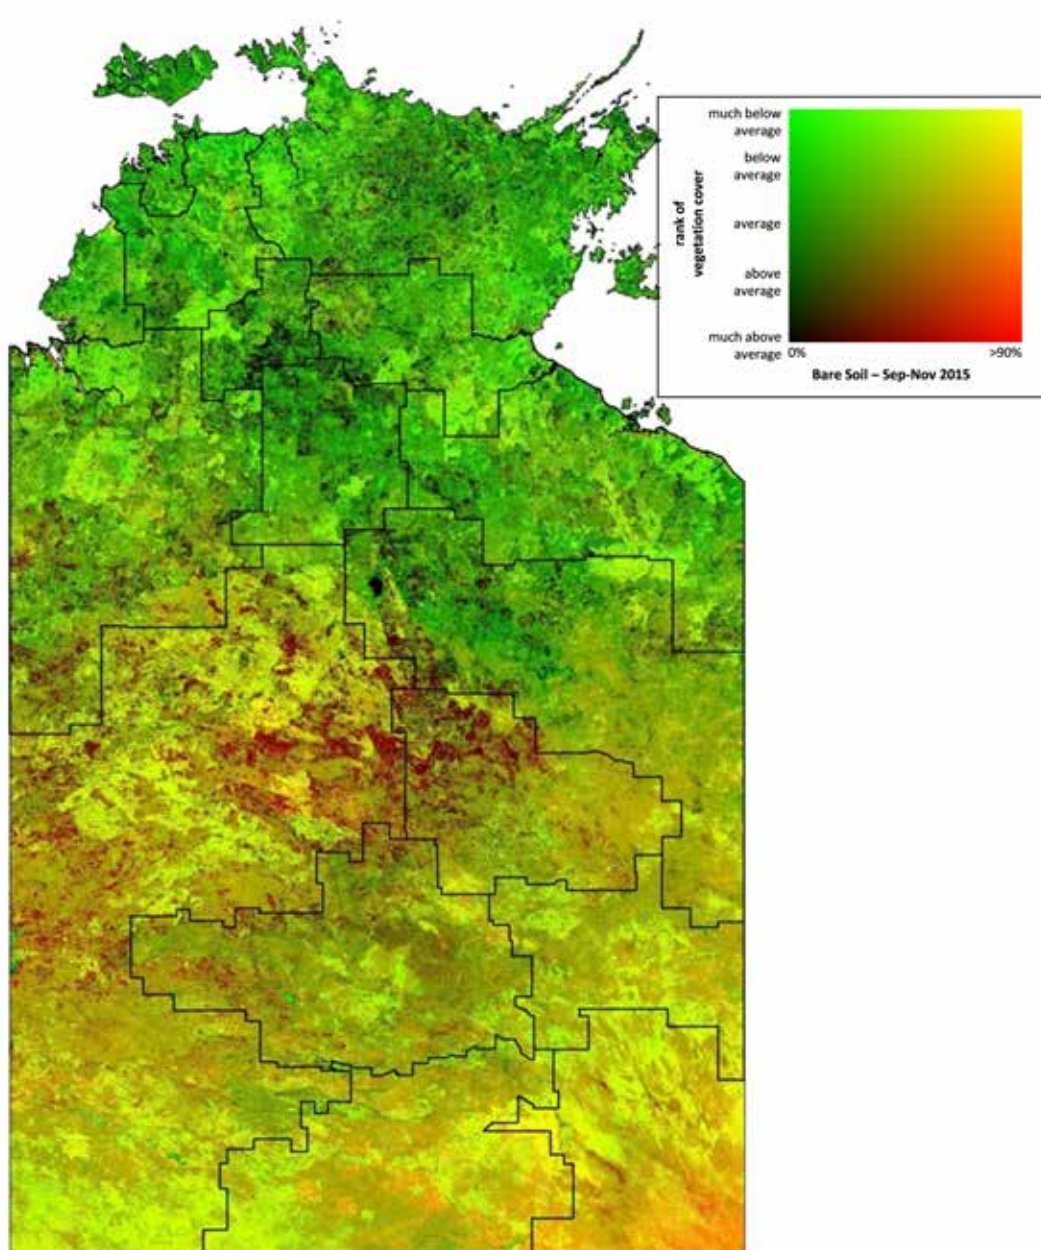 much below
average
below
average
rank of
vegetation cover
average
above
average
much above
average
0%
>90%
Bare Soil – Sep-Nov 2015